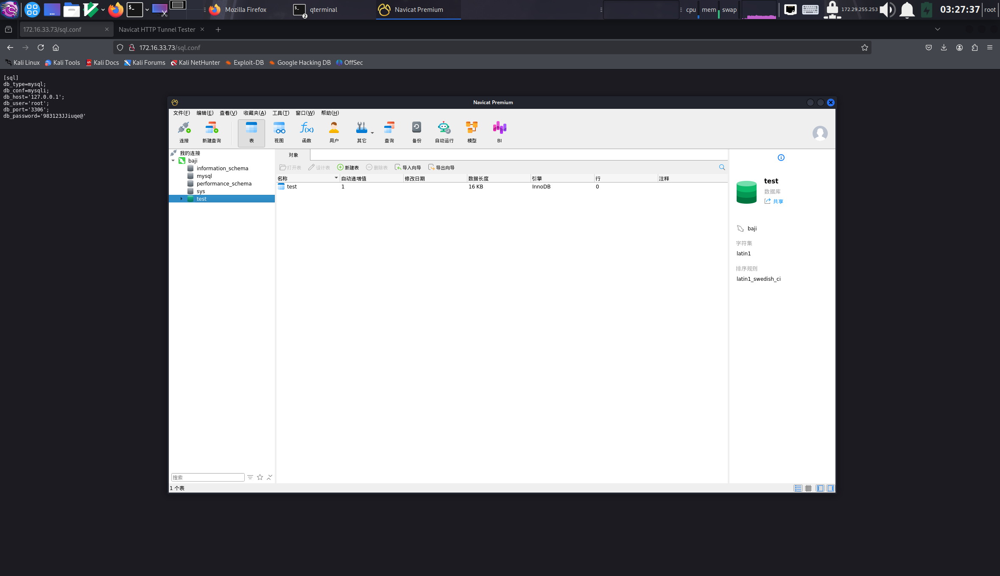 Mozilla Firefox
qterminal
2
Navicat Premium
cpu
mem
swap
172.29.255.253
03:27:37
root
172.16.33.73/sql.conf
Navicat HTTP Tunnel Tester
172.16.33.73/sql.conf
Kali Linux
Kali Tools
Kali Docs
Kali Forums
Kali NetHunter
Exploit-DB
Google Hacking DB
OffSec
[sql]
db_type=mysql;
db_conf=mysqli;
db_host='127.0.0.1';
db_user='root';
db_port='3306';
db_password='983123JJiuqe@'
Navicat Premium
文件(F) 编辑(E) 查看(V) 收藏夹(A) 工具(T) 窗口(W) 帮助(H)
连接 新建查询 表 视图 函数 用户 其它 查询 备份 自动运行 模型 BI
我的连接
baji
information_schema
mysql
performance_schema
sys
test
对象
打开表 设计表 新建表 删除表 导入向导 导出向导
名称 自动递增值 修改日期 数据长度 引擎 行 注释
test 1 16 KB InnoDB 0
test
数据库
共享
baji
字符集
latin1
排序规则
latin1_swedish_ci
搜索
1 个表